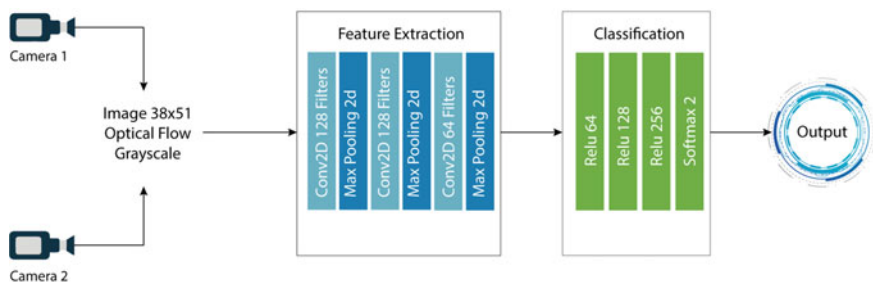 Camera 1
Image 38x51
Optical Flow
Grayscale
Camera 2
Feature Extraction
Conv2D 128 Filters
Max Pooling 2d
Conv2D 128 Filters
Max Pooling 2d
Conv2D 64 Filters
Max Pooling 2d
Classification
Relu 64
Relu 128
Relu 256
Softmax 2
Output